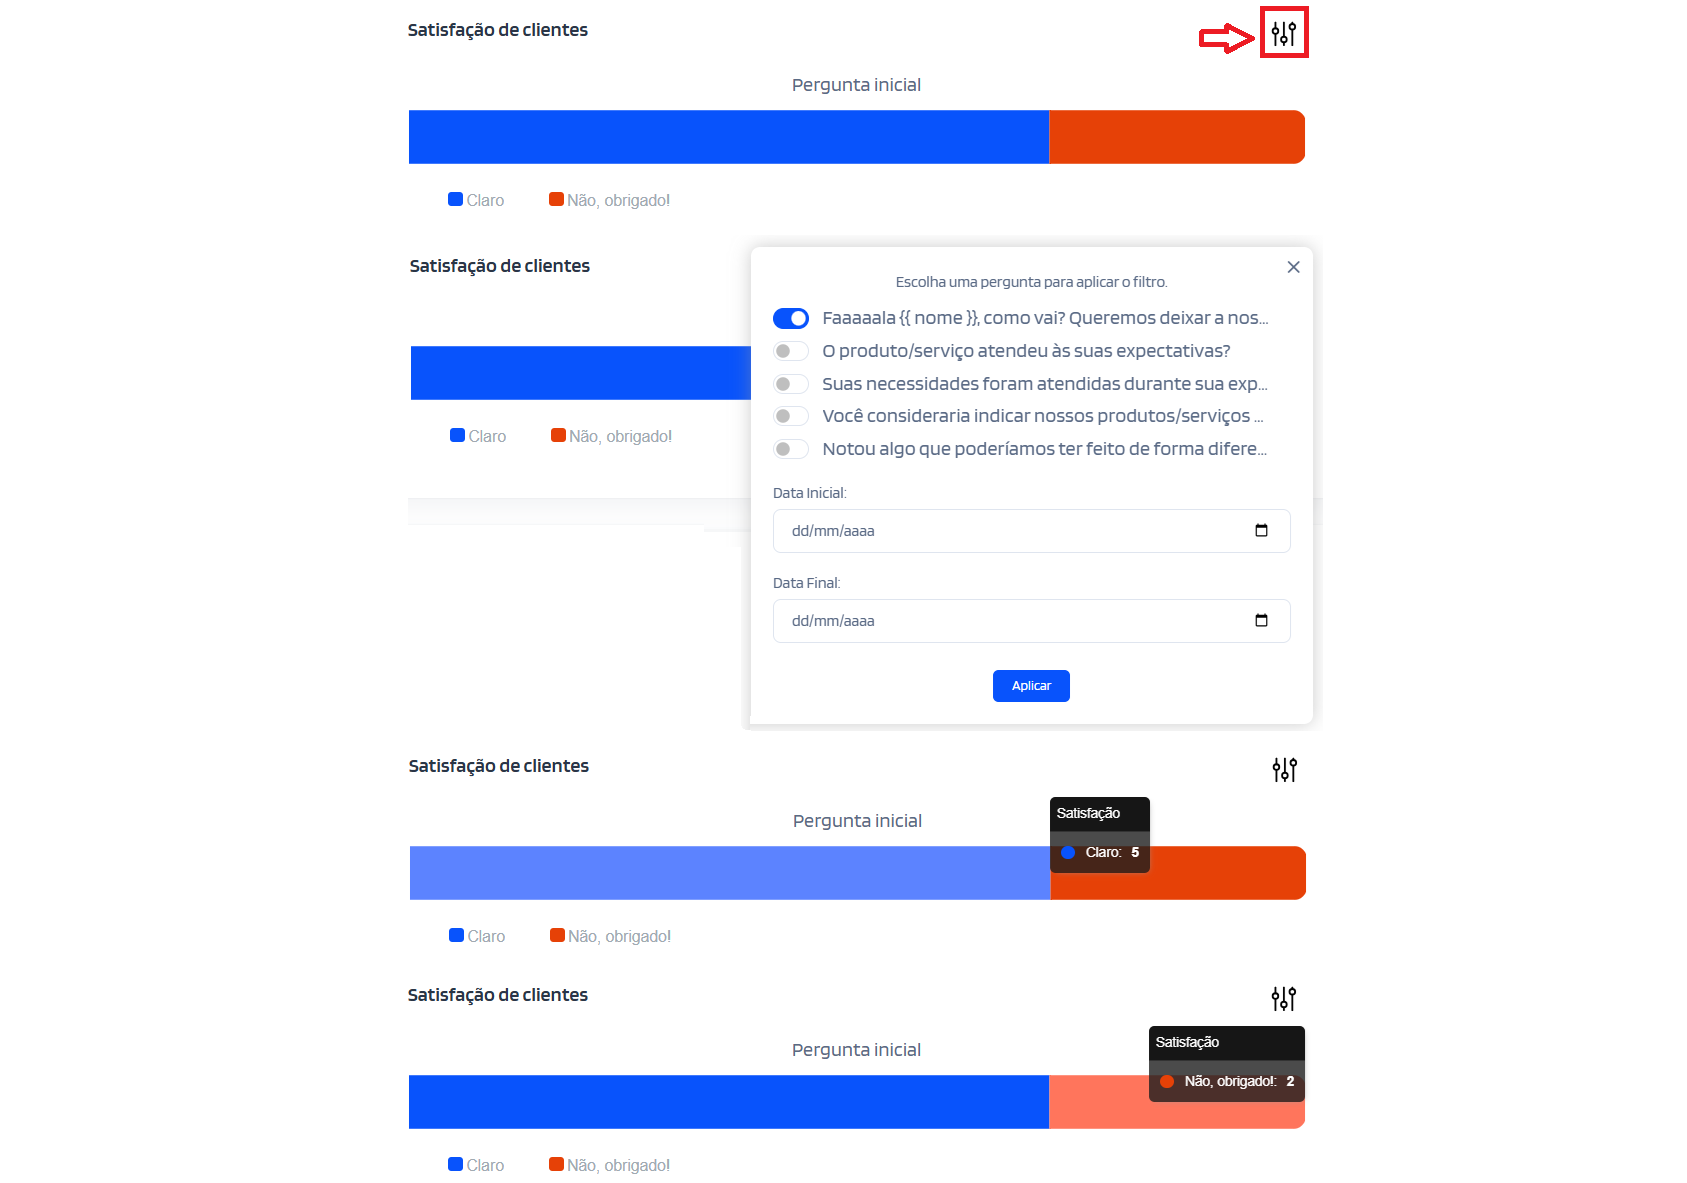 Satisfação de clientes
Pergunta inicial
Claro
Não, obrigado!
Satisfação de clientes
Escolha uma pergunta para aplicar o filtro.
Faaaaala {{ nome }}, como vai? Queremos deixar a nos...
O produto/serviço atendeu às suas expectativas?
Suas necessidades foram atendidas durante sua exp...
Você consideraria indicar nossos produtos/serviços ...
Notou algo que poderíamos ter feito de forma difere...
Claro
Não, obrigado!
Data Inicial:
dd/mm/aaaa
Data Final:
dd/mm/aaaa
Aplicar
Satisfação de clientes
Pergunta inicial
Satisfação
Claro: 5
Claro
Não, obrigado!
Satisfação de clientes
Pergunta inicial
Satisfação
Não, obrigado!: 2
Claro
Não, obrigado!